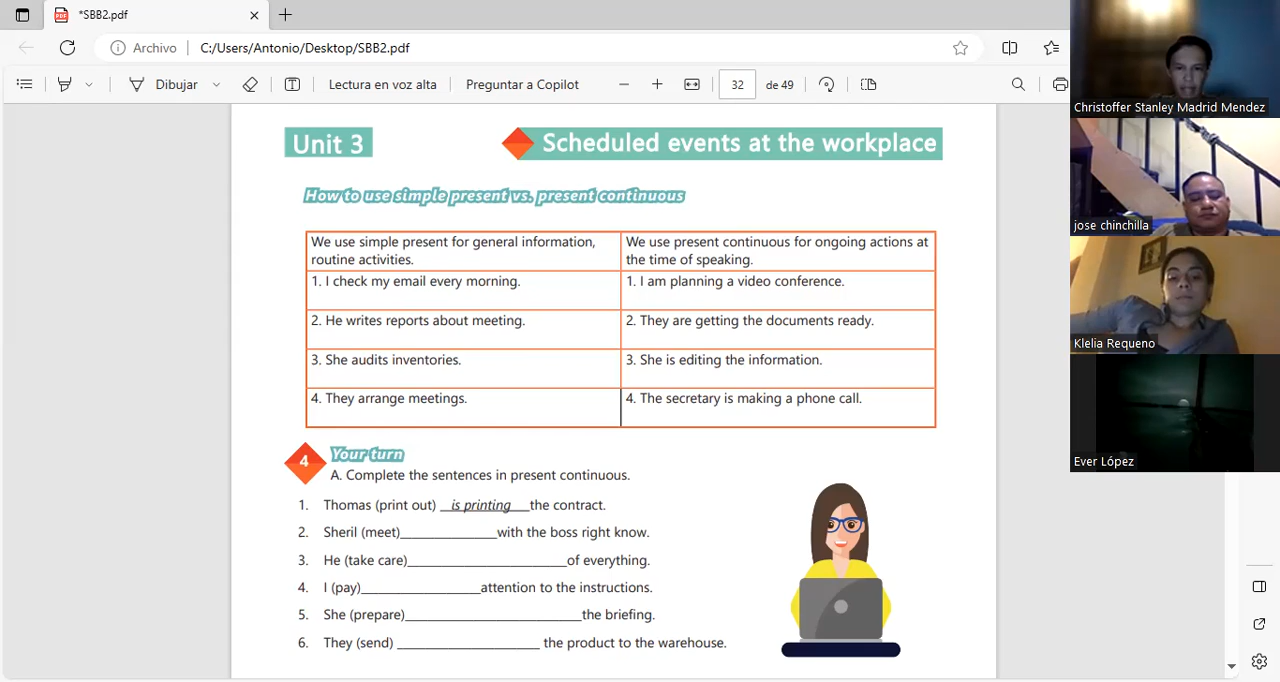 *SBB2.pdf
Archivo C:/Users/Antonio/Desktop/SBB2.pdf
Dibujar Lectura en voz alta Preguntar a Copilot 32 de 49
Unit 3 Scheduled events at the workplace
How to use simple present vs. present continuous
We use simple present for general information,
routine activities.
We use present continuous for ongoing actions at
the time of speaking.
1. I check my email every morning.
1. I am planning a video conference.
2. He writes reports about meeting.
2. They are getting the documents ready.
3. She audits inventories.
3. She is editing the information.
4. They arrange meetings.
4. The secretary is making a phone call.
4 Your turn
A. Complete the sentences in present continuous.
1. Thomas (print out) __is printing___the contract.
2. Sheril (meet)______________with the boss right know.
3. He (take care)_______________________of everything.
4. I (pay)_________________attention to the instructions.
5. She (prepare)_________________________the briefing.
6. They (send) ____________________ the product to the warehouse.
Christoffer Stanley Madrid Mendez
jose chinchilla
Klelia Requeno
Ever López